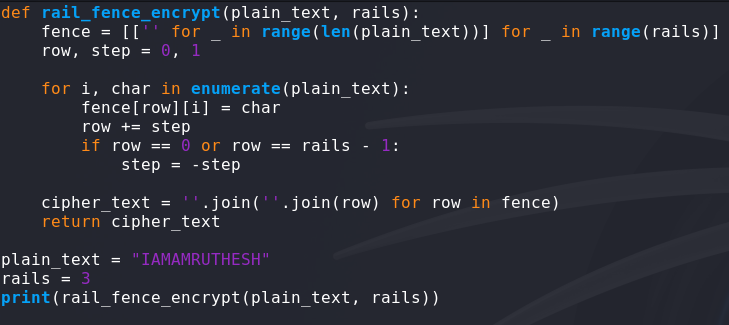 def rail_fence_encrypt(plain_text, rails):
    fence = [['' for _ in range(len(plain_text))] for _ in range(rails)]
    row, step = 0, 1

    for i, char in enumerate(plain_text):
        fence[row][i] = char
        row += step
        if row == 0 or row == rails - 1:
            step = -step

    cipher_text = ''.join(''.join(row) for row in fence)
    return cipher_text

plain_text = "IAMAMRUTHESH"
rails = 3
print(rail_fence_encrypt(plain_text, rails))